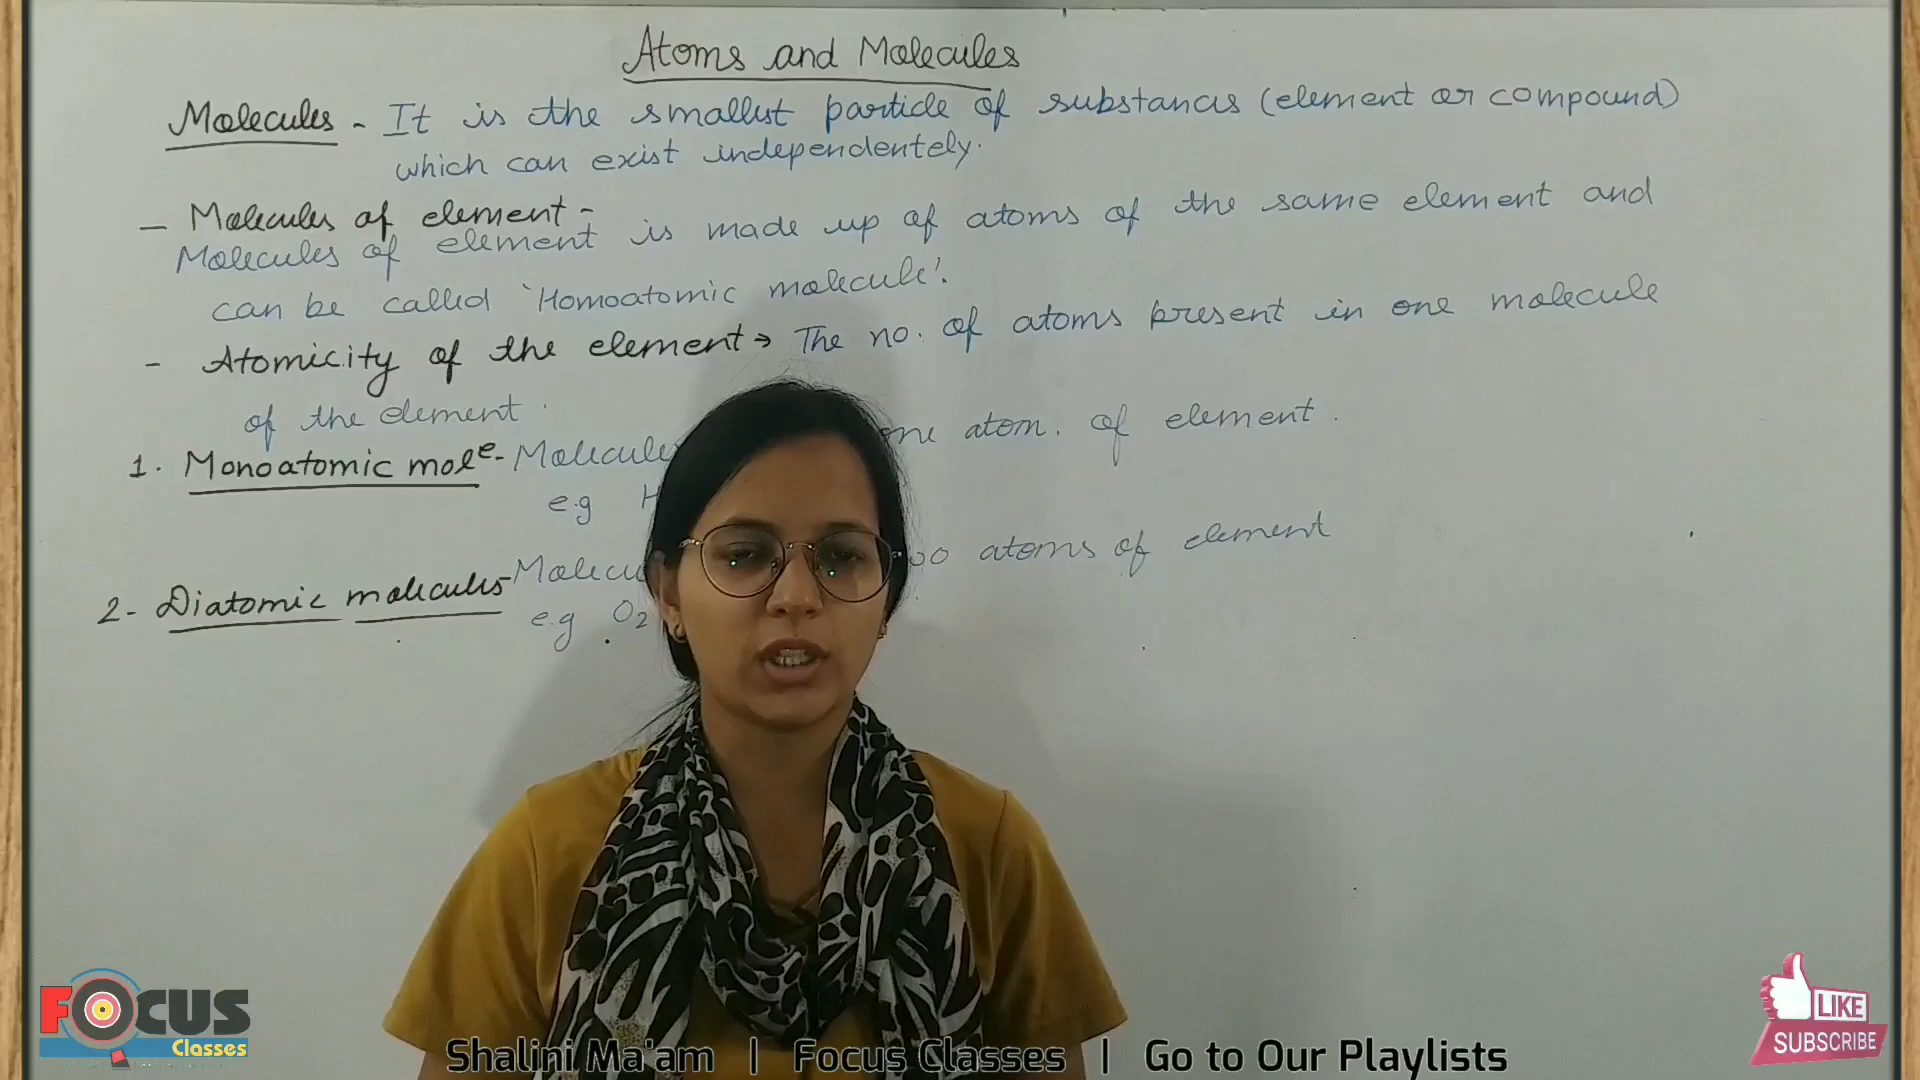 Atoms and Molecules
Molecules - It is the smallest particle of substances (element or compound)
which can exist independentely.
- Molecules of element -
Molecules of element is made up of atoms of the same element and
can be called 'Homoatomic molecule'.
- Atomicity of the element → The no. of atoms present in one molecule
of the element.
1. Monoatomic mole - Molecule one atom. of element.
e.g H
2- Diatomic molecules - Molecu atoms of element
e.g O2
FOCUS
Classes
LIKE
SUBSCRIBE
Shalini Ma'am | Focus Classes | Go to Our Playlists